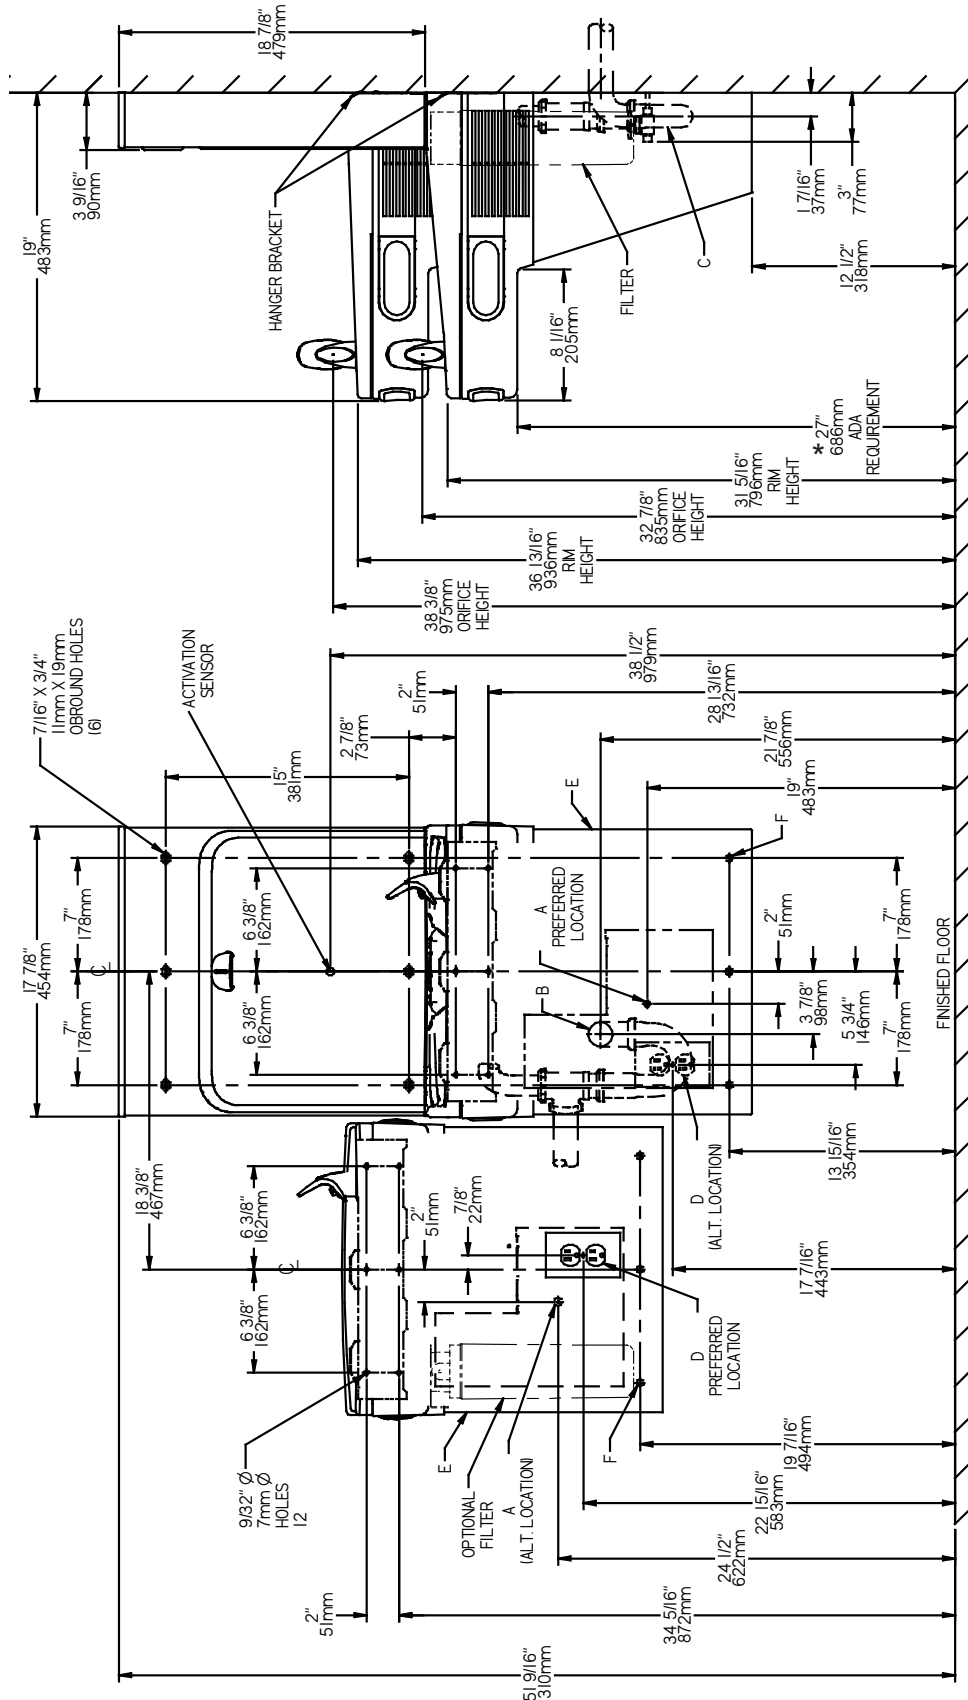 18 7/8"
479mm
19"
483mm
3 9/16"
90mm
HANGER BRACKET
FILTER
C
1 7/16"
37mm
3"
77mm
12 1/2"
318mm
8 1/16"
205mm
* 27"
686mm
ADA
REQUIREMENT
31 5/16"
796mm
RIM
HEIGHT
32 7/8"
835mm
ORIFICE
HEIGHT
36 13/16"
936mm
RIM
HEIGHT
38 3/8"
975mm
ORIFICE
HEIGHT
7/16" X 3/4"
11mm X 19mm
OBROUND HOLES
(6)
ACTIVATION
SENSOR
15"
381mm
2 7/8"
73mm
2"
51mm
38 1/2"
979mm
28 13/16"
732mm
21 7/8"
556mm
19"
483mm
E
F
17 7/8"
454mm
7"
178mm
7"
178mm
CL
6 3/8"
162mm
6 3/8"
162mm
A
PREFERRED
LOCATION
B
2"
51mm
3 7/8"
98mm
5 3/4"
146mm
7"
178mm
7"
178mm
FINISHED FLOOR
18 3/8"
467mm
6 3/8"
162mm
6 3/8"
162mm
CL
2"
51mm
7/8"
22mm
D
(ALT. LOCATION)
13 15/16"
354mm
17 7/16"
443mm
D
PREFERRED
LOCATION
9/32" Ø
7mm Ø
HOLES
12
E
OPTIONAL
FILTER
A
(ALT. LOCATION)
F
19 7/16"
494mm
22 15/16"
583mm
24 1/2"
622mm
2"
51mm
34 5/16"
872mm
51 9/16"
310mm